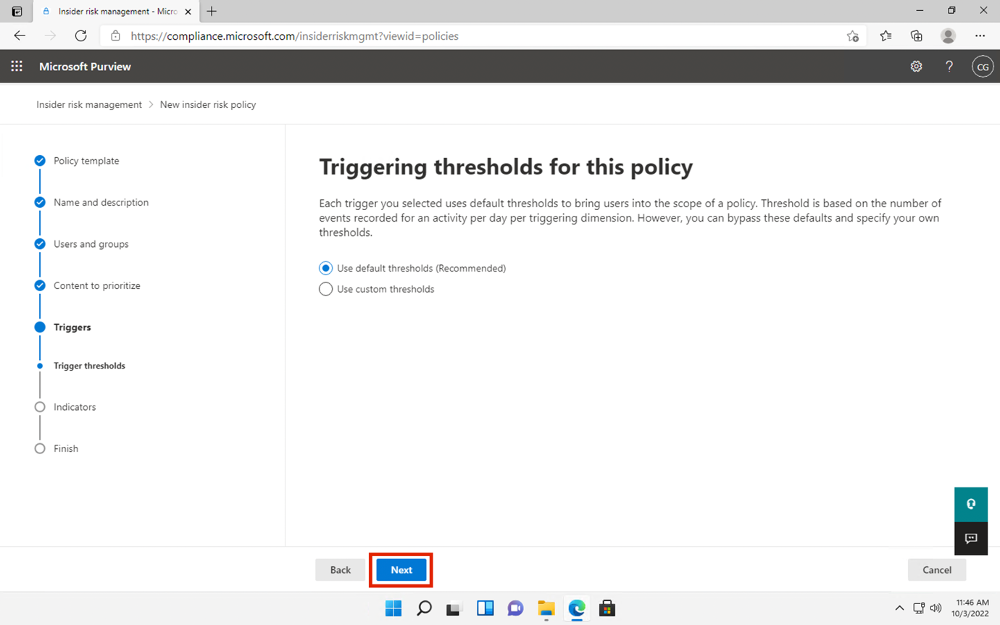 Insider risk management - Micro
https://compliance.microsoft.com/insiderriskmgmt?viewid=policies
Microsoft Purview
?
CG
Insider risk management > New insider risk policy
Policy template
Name and description
Users and groups
Content to prioritize
Triggers
Trigger thresholds
Indicators
Finish
Triggering thresholds for this policy
Each trigger you selected uses default thresholds to bring users into the scope of a policy. Threshold is based on the number of
events recorded for an activity per day per triggering dimension. However, you can bypass these defaults and specify your own
thresholds.
Use default thresholds (Recommended)
Use custom thresholds
Back
Next
Cancel
11:46 AM
10/3/2022